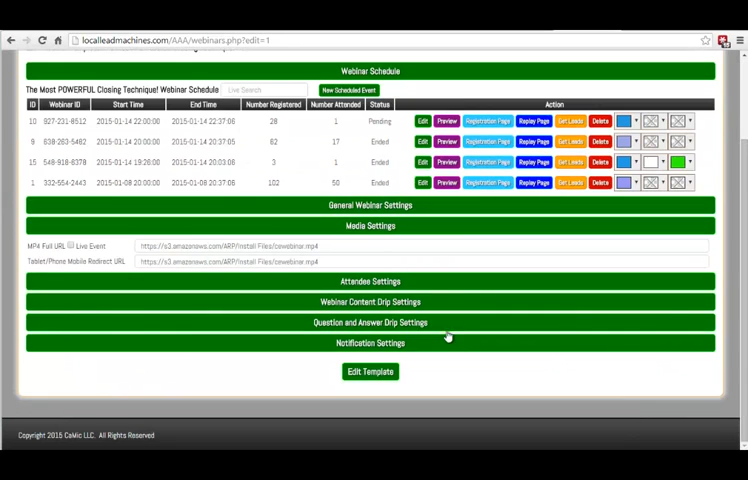 localleadmachines.com/AAA/webinars.php?edit=1
Webinar Schedule
The Most POWERFUL Closing Technique! Webinar Schedule Live Search New Scheduled Event
ID Webinar ID Start Time End Time Number Registered Number Attended Status Action
10 927-231-8512 2015-01-14 22:00:00 2015-01-14 22:37:06 28 1 Pending Edit Preview Registration Page Replay Page Get Leads Delete
9 638-263-5462 2015-01-14 20:00:00 2015-01-14 20:37:05 62 17 Ended Edit Preview Registration Page Replay Page Get Leads Delete
15 548-918-6378 2015-01-14 19:26:00 2015-01-14 20:03:08 3 1 Ended Edit Preview Registration Page Replay Page Get Leads Delete
1 332-554-2443 2015-01-08 20:00:00 2015-01-08 20:37:06 102 50 Ended Edit Preview Registration Page Replay Page Get Leads Delete
General Webinar Settings
Media Settings
MP4 Full URL Live Event https://s3.amazonaws.com/ARP/Install Files/cewebinar.mp4
Tablet/Phone Mobile Redirect URL https://s3.amazonaws.com/ARP/Install Files/cewebinar.mp4
Attendee Settings
Webinar Content Drip Settings
Question and Answer Drip Settings
Notification Settings
Edit Template
Copyright 2015 CaMic LLC. All Rights Reserved